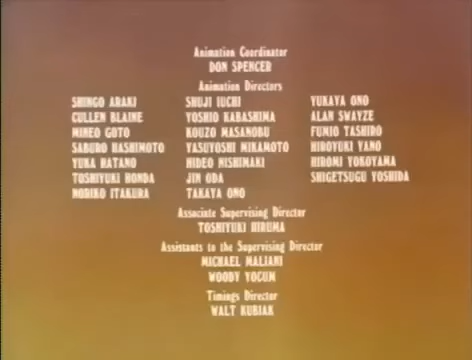 Animation Coordinator
DON SPENCER
Animation Directors
SHINGO ARAKI SHUJI IUCHI YUKAYA ONO
CULLEN BLAINE YOSHIO KABASHIMA ALAN SWAYZE
MINEO GOTO KOUZO MASANOBU FUMIO TASHIRO
SABURO HASHIMOTO YASUYOSHI MIKAMOTO HIROYUKI YANO
YUKA HATANO HIDEO NISHIMAKI HIROMI YOKOYAMA
TOSHIYUKI HONDA JIN ODA SHIGETSUGU YOSHIDA
NORIKO ITAKURA TAKAYA ONO
Associate Supervising Director
TOSHIYUKI HIRUMA
Assistants to the Supervising Director
MICHAEL MALIANI
WOODY YOCUM
Timings Director
WALT KUBIAK